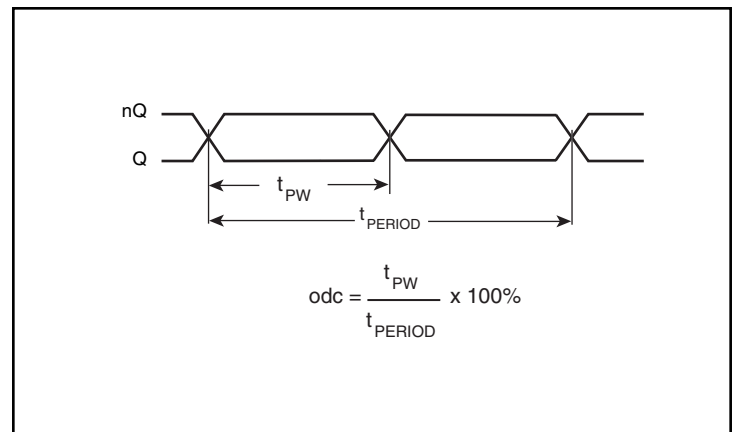 nQ
Q
tPW
tPERIOD
odc = tPW / tPERIOD x 100%